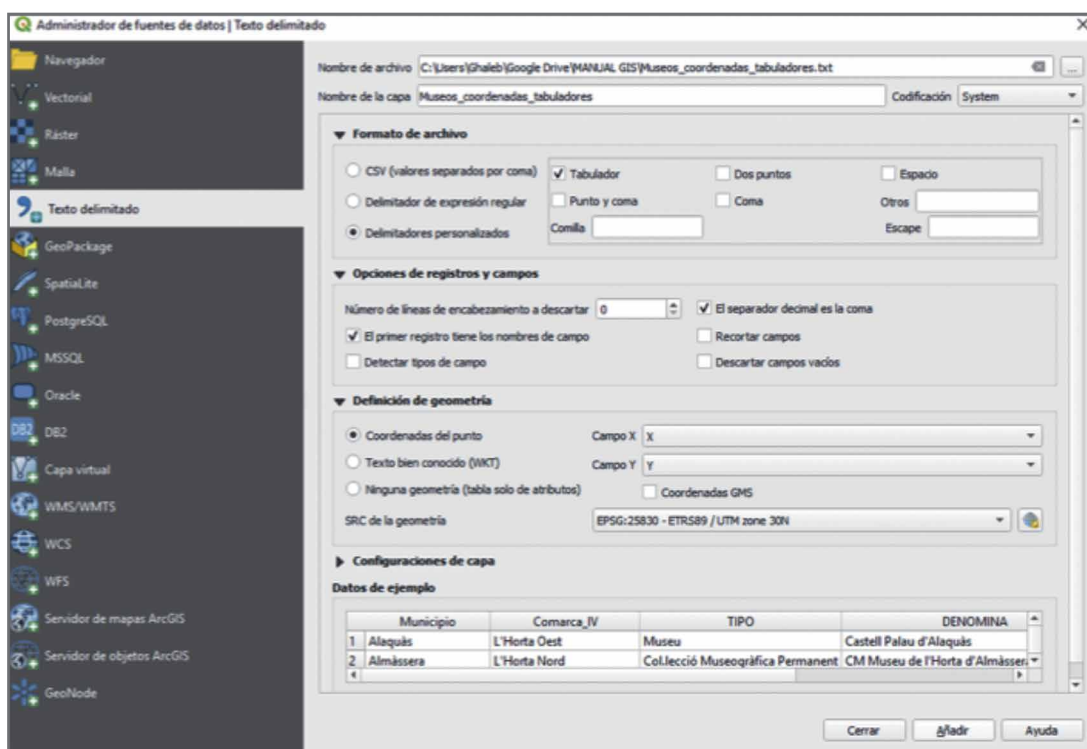 Administrador de fuentes de datos | Texto delimitado
Navegador
Vectorial
Ráster
Malla
Texto delimitado
GeoPackage
SpatiaLite
PostgreSQL
MSSQL
Oracle
DB2 DB2
Capa virtual
WMS/WMTS
WCS
WFS
Servidor de mapas ArcGIS
Servidor de objetos ArcGIS
GeoNode
Nombre de archivo C:\Users\Ghaleb\Google Drive\MANUAL GIS\Museos_coordenadas_tabuladores.txt ...
Nombre de la capa Museos_coordenadas_tabuladores Codificación System
Formato de archivo
CSV (valores separados por coma) Tabulador Dos puntos Espacio
Delimitador de expresión regular Punto y coma Coma Otros
Delimitadores personalizados Comilla Escape
Opciones de registros y campos
Número de líneas de encabezamiento a descartar 0 El separador decimal es la coma
El primer registro tiene los nombres de campo Recortar campos
Detectar tipos de campo Descartar campos vacíos
Definición de geometría
Coordenadas del punto Campo X X
Texto bien conocido (WKT) Campo Y Y
Ninguna geometría (tabla solo de atributos) Coordenadas GMS
SRC de la geometría EPSG:25830 - ETRS89 / UTM zone 30N
Configuraciones de capa
Datos de ejemplo
Municipio Comarca_IV TIPO DENOMINA
1 Alaquàs L'Horta Oest Museu Castell Palau d'Alaquàs
2 Almàssera L'Horta Nord Col.lecció Museogràfica Permanent CM Museu de l'Horta d'Almàssera
Cerrar Añadir Ayuda